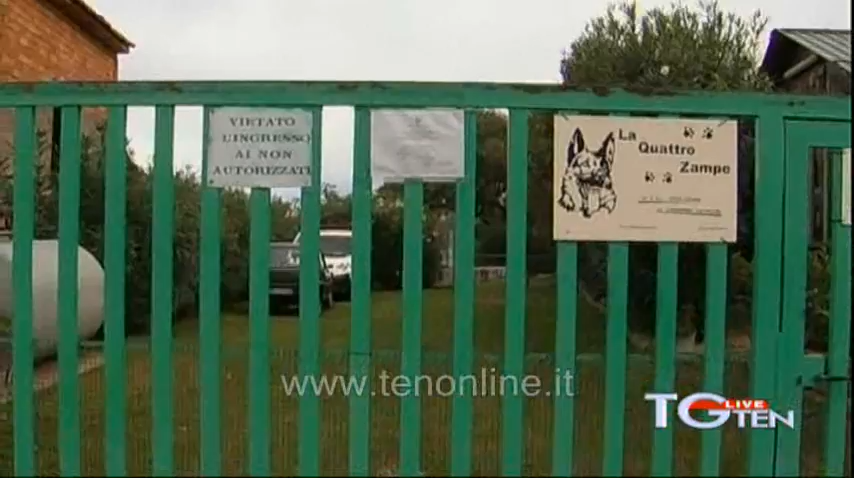 VIETATO
L'INGRESSO
AI NON
AUTORIZZATI
La
Quattro
Zampe
www.tenonline.it
TG LIVE TEN